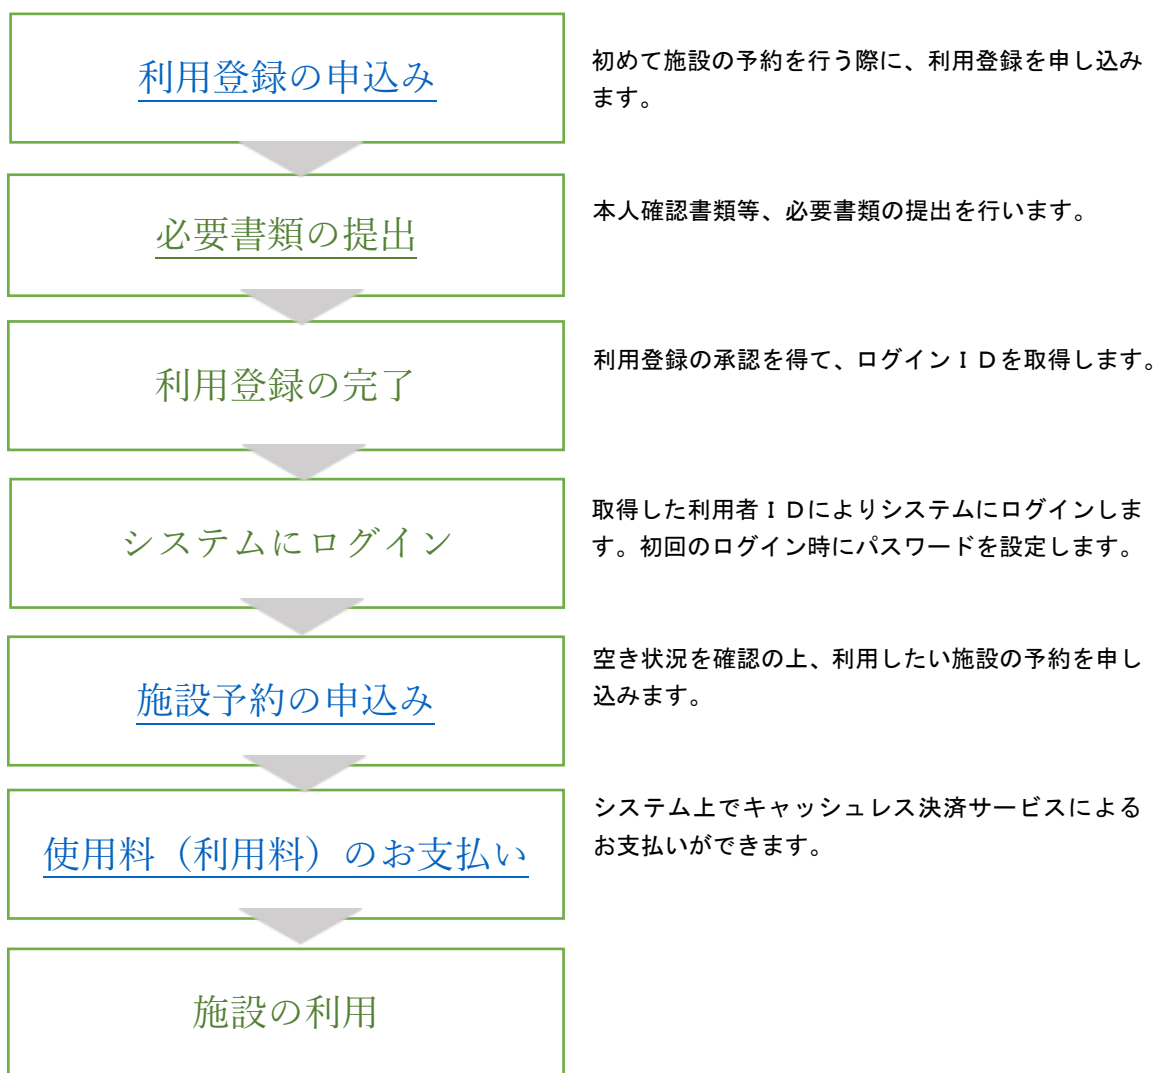 利用登録の申込み
初めて施設の予約を行う際に、利用登録を申し込み
ます。
必要書類の提出
本人確認書類等、必要書類の提出を行います。
利用登録の完了
利用登録の承認を得て、ログインＩＤを取得します。
システムにログイン
取得した利用者ＩＤによりシステムにログインしま
す。初回のログイン時にパスワードを設定します。
施設予約の申込み
空き状況を確認の上、利用したい施設の予約を申し
込みます。
使用料（利用料）のお支払い
システム上でキャッシュレス決済サービスによる
お支払いができます。
施設の利用